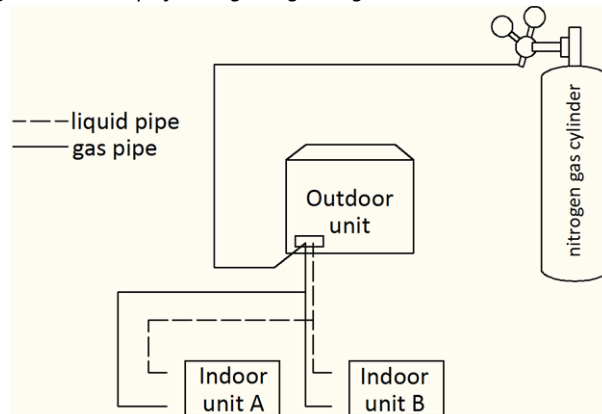 nitrogen gas cylinder
liquid pipe
gas pipe
Outdoor
unit
Indoor
unit A
Indoor
unit B